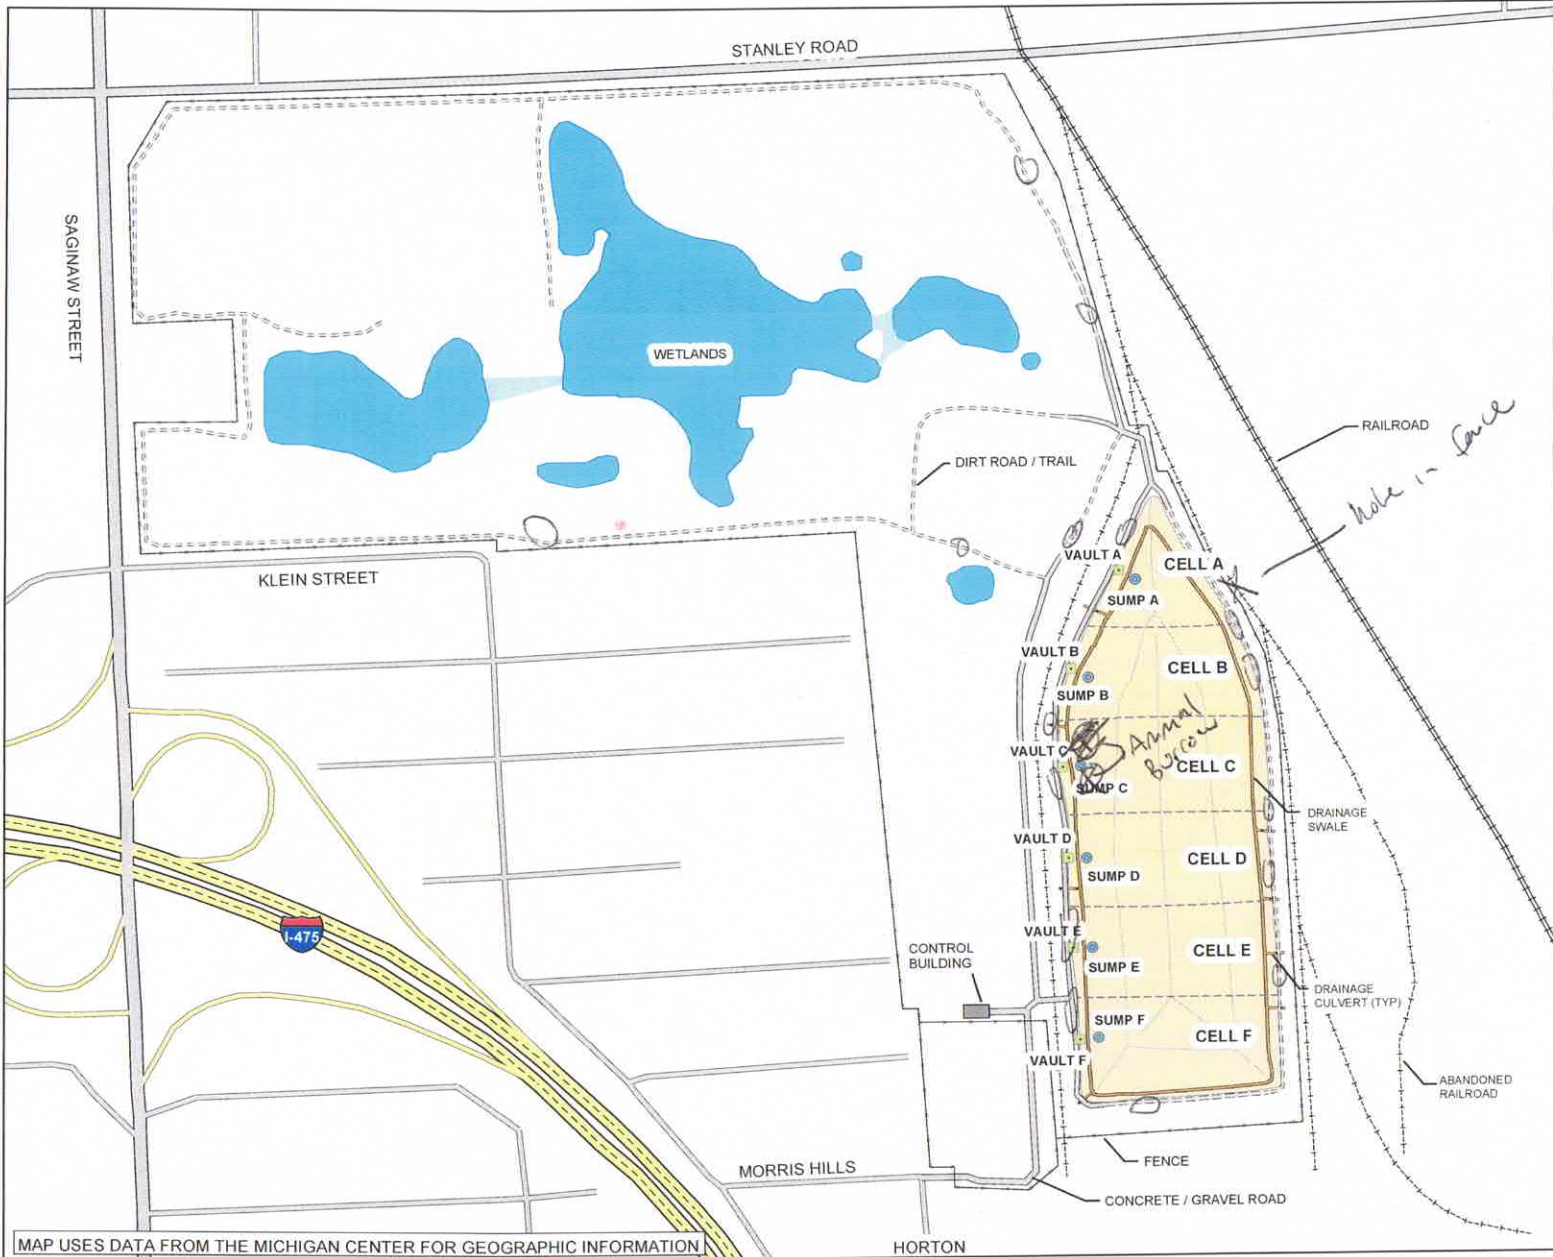 STANLEY ROAD
SAGINAW STREET
WETLANDS
RAILROAD
hole in fence
DIRT ROAD / TRAIL
VAULT A
CELL A
KLEIN STREET
SUMP A
VAULT B
CELL B
SUMP B
Animal
Burrow
VAULT C
CELL C
SUMP C
DRAINAGE
SWALE
VAULT D
CELL D
SUMP D
I-475
VAULT E
CONTROL
BUILDING
CELL E
SUMP E
DRAINAGE
CULVERT (TYP)
SUMP F
CELL F
VAULT F
ABANDONED
RAILROAD
FENCE
MORRIS HILLS
CONCRETE / GRAVEL ROAD
MAP USES DATA FROM THE MICHIGAN CENTER FOR GEOGRAPHIC INFORMATION
HORTON